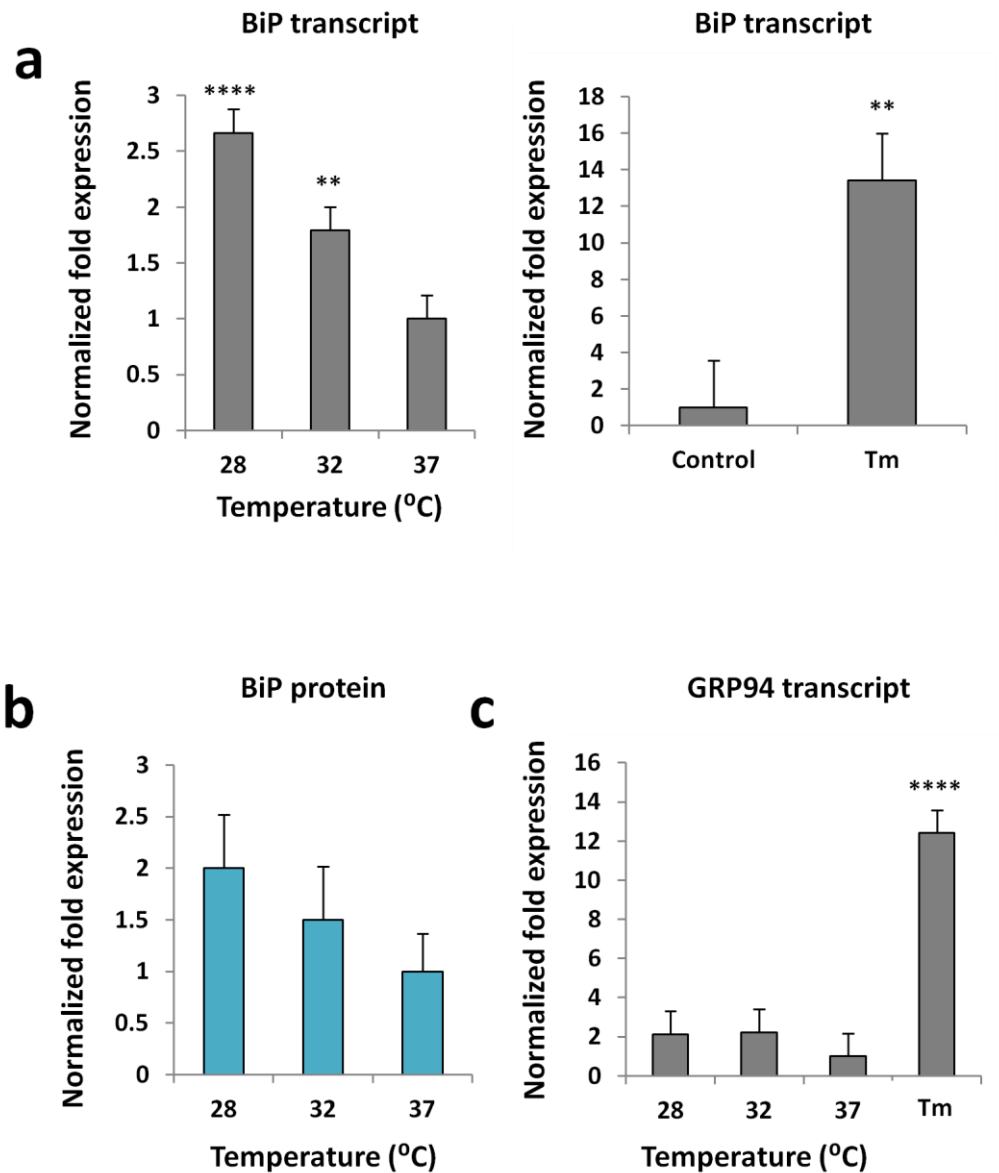 a
BiP transcript
Normalized fold expression
3
2.5
2
1.5
1
0.5
0
****
**
28 32 37
Temperature (⁰C)
BiP transcript
Normalized fold expression
18
16
14
12
10
8
6
4
2
0
**
Control Tm
b
BiP protein
Normalized fold expression
3
2.5
2
1.5
1
0.5
0
28 32 37
Temperature (⁰C)
c
GRP94 transcript
Normalized fold expression
16
14
12
10
8
6
4
2
0
****
28 32 37 Tm
Temperature (⁰C)